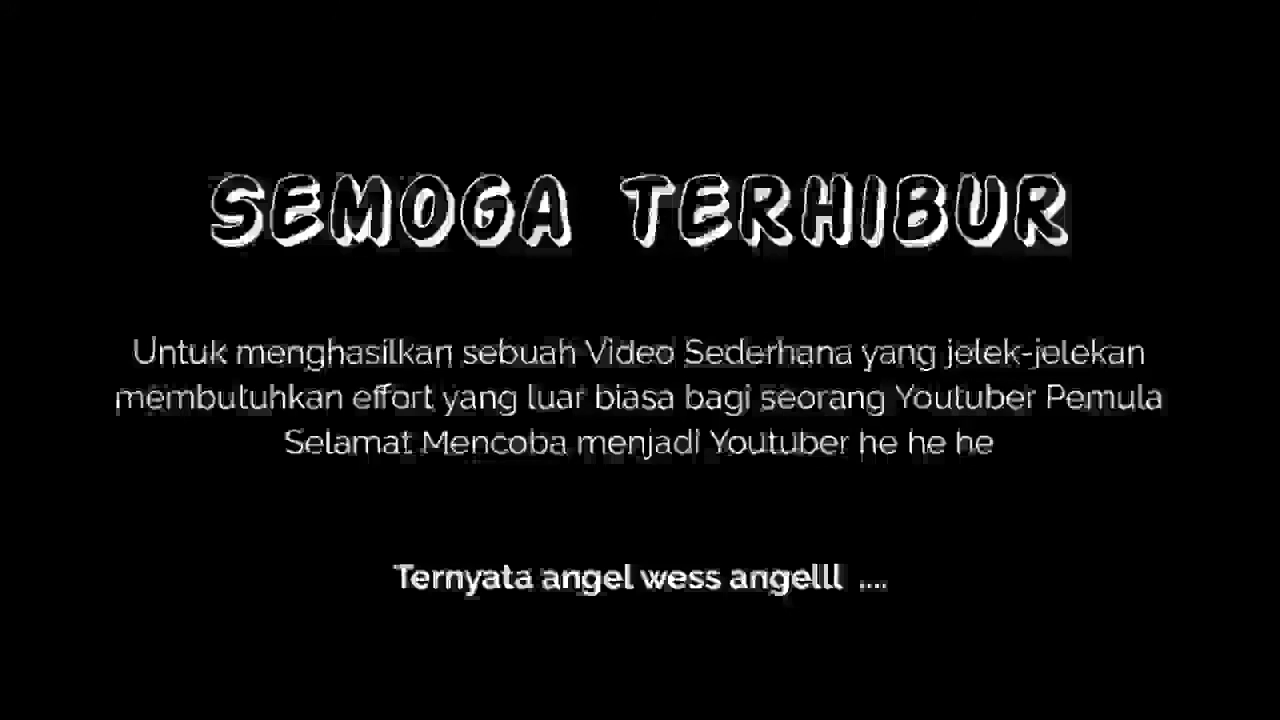 SEMOGA TERHIBUR
Untuk menghasilkan sebuah Video Sederhana yang jelek-jelekan
membutuhkan effort yang luar biasa bagi seorang Youtuber Pemula
Selamat Mencoba menjadi Youtuber he he he
Ternyata angel wess angelll ....